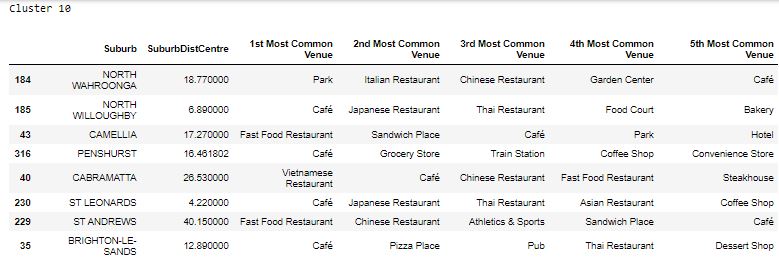 Cluster 10
Suburb SuburbDistCentre 1st Most Common Venue 2nd Most Common Venue 3rd Most Common Venue 4th Most Common Venue 5th Most Common Venue
184 NORTH WAHROONGA 18.770000 Park Italian Restaurant Chinese Restaurant Garden Center Café
185 NORTH WILLOUGHBY 6.890000 Café Japanese Restaurant Thai Restaurant Food Court Bakery
43 CAMELLIA 17.270000 Fast Food Restaurant Sandwich Place Café Park Hotel
316 PENSHURST 16.461802 Café Grocery Store Train Station Coffee Shop Convenience Store
40 CABRAMATTA 26.530000 Vietnamese Restaurant Café Chinese Restaurant Fast Food Restaurant Steakhouse
230 ST LEONARDS 4.220000 Café Japanese Restaurant Thai Restaurant Asian Restaurant Coffee Shop
229 ST ANDREWS 40.150000 Fast Food Restaurant Chinese Restaurant Athletics & Sports Sandwich Place Café
35 BRIGHTON-LE-SANDS 12.890000 Café Pizza Place Pub Thai Restaurant Dessert Shop